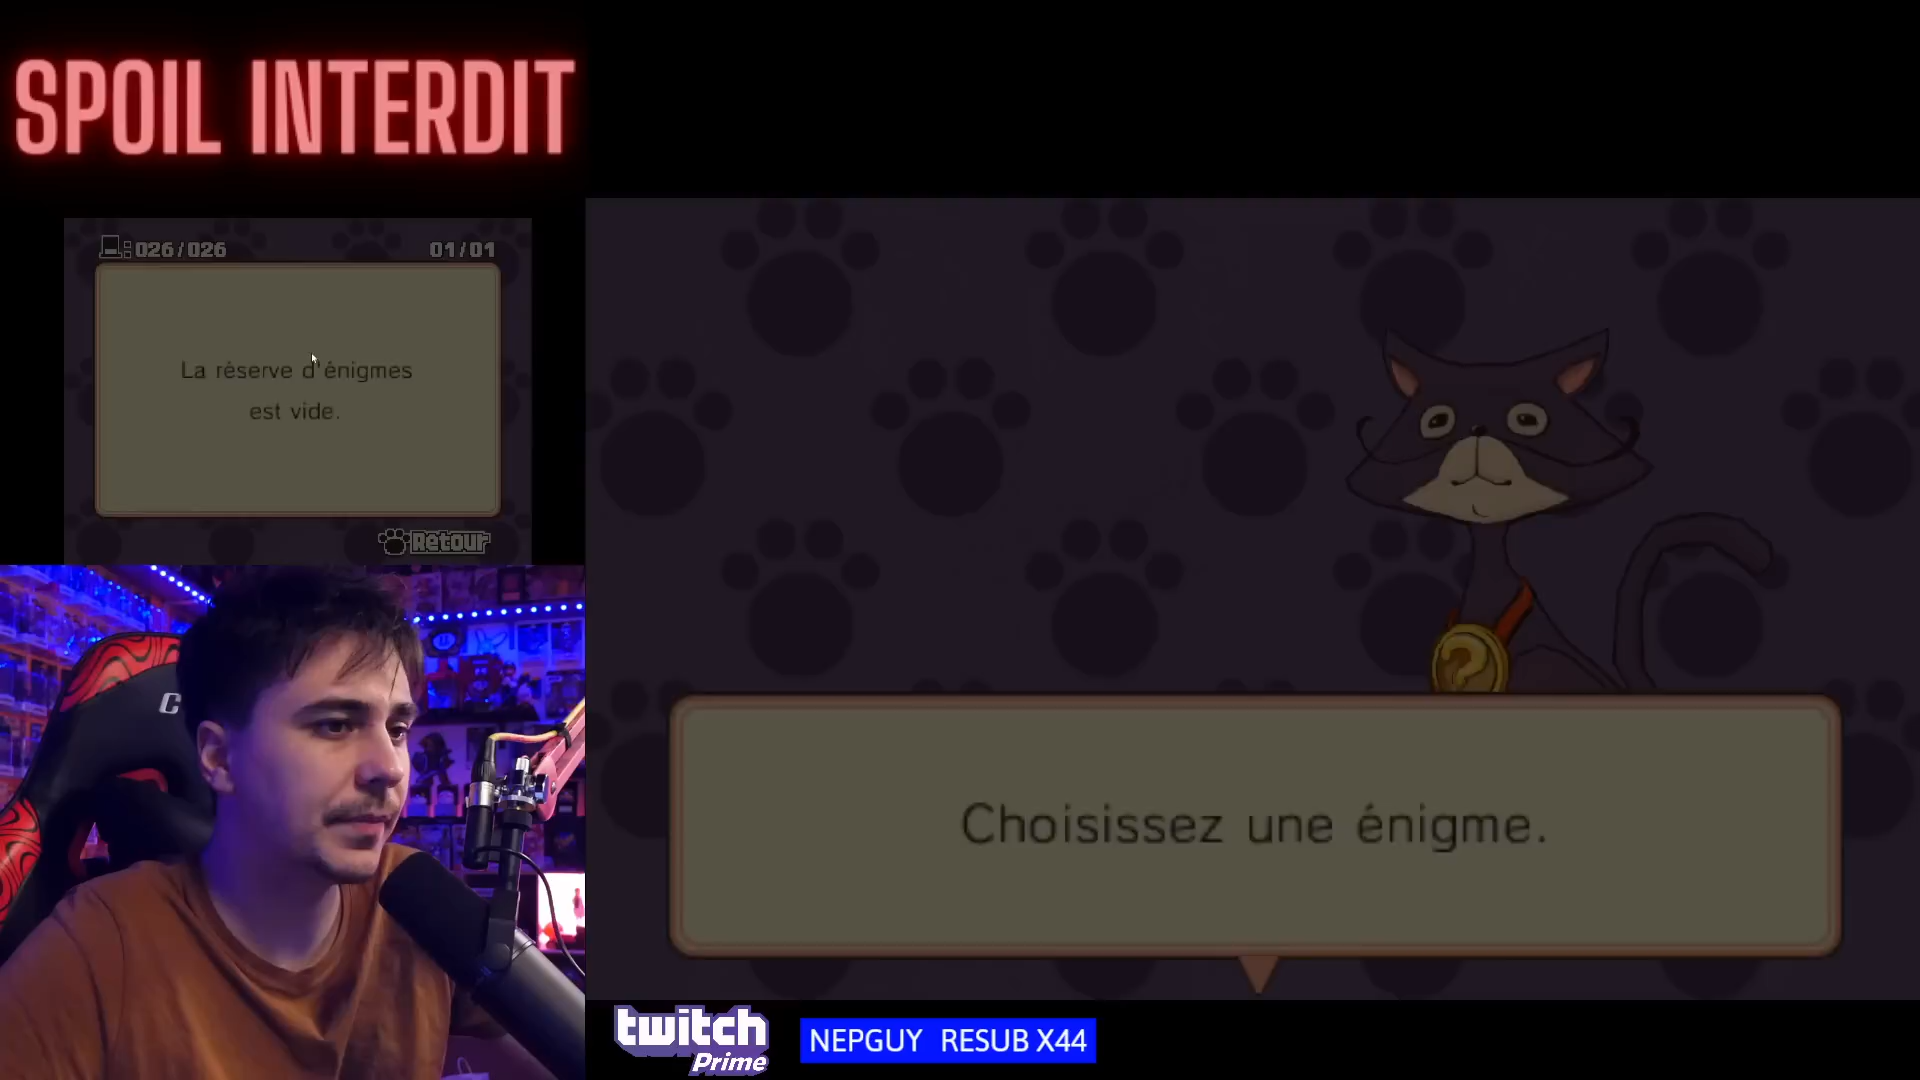 SPOIL INTERDIT
:026/026 01/01
La réserve d'énigmes
est vide.
Retour
C
?
Choisissez une énigme.
twitch
Prime
NEPGUY RESUB X44